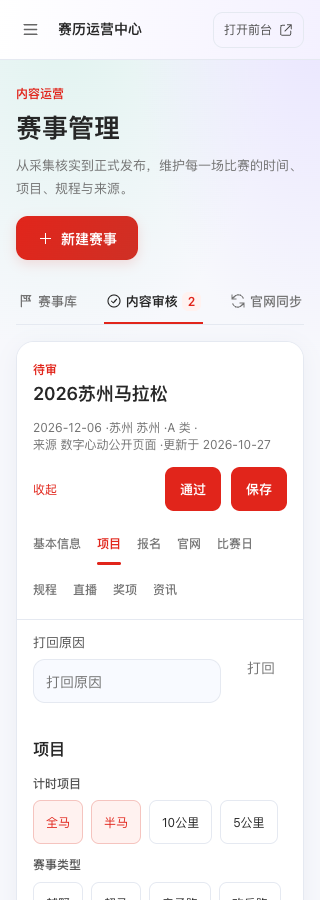 赛历运营中心
打开前台
内容运营
赛事管理
从采集核实到正式发布，维护每一场比赛的时间、
项目、规程与来源。
新建赛事
赛事库
内容审核 2
官网同步
待审
2026苏州马拉松
2026-12-06 ·苏州 苏州 ·A 类 ·
来源 数字心动公开页面 ·更新于 2026-10-27
收起
通过
保存
基本信息 项目 报名 官网 比赛日
规程 直播 奖项 资讯
打回原因
打回原因
打回
项目
计时项目
全马 半马 10公里 5公里
赛事类型